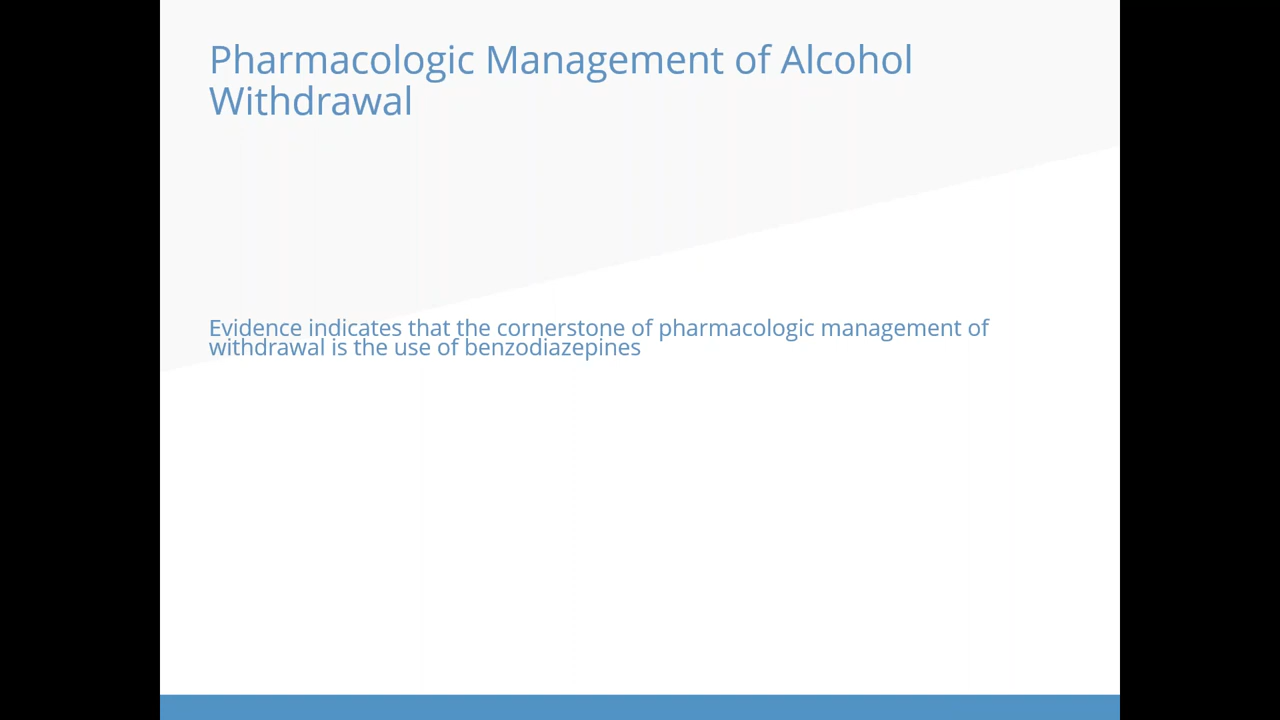 Pharmacologic Management of Alcohol
Withdrawal
Evidence indicates that the cornerstone of pharmacologic management of
withdrawal is the use of benzodiazepines